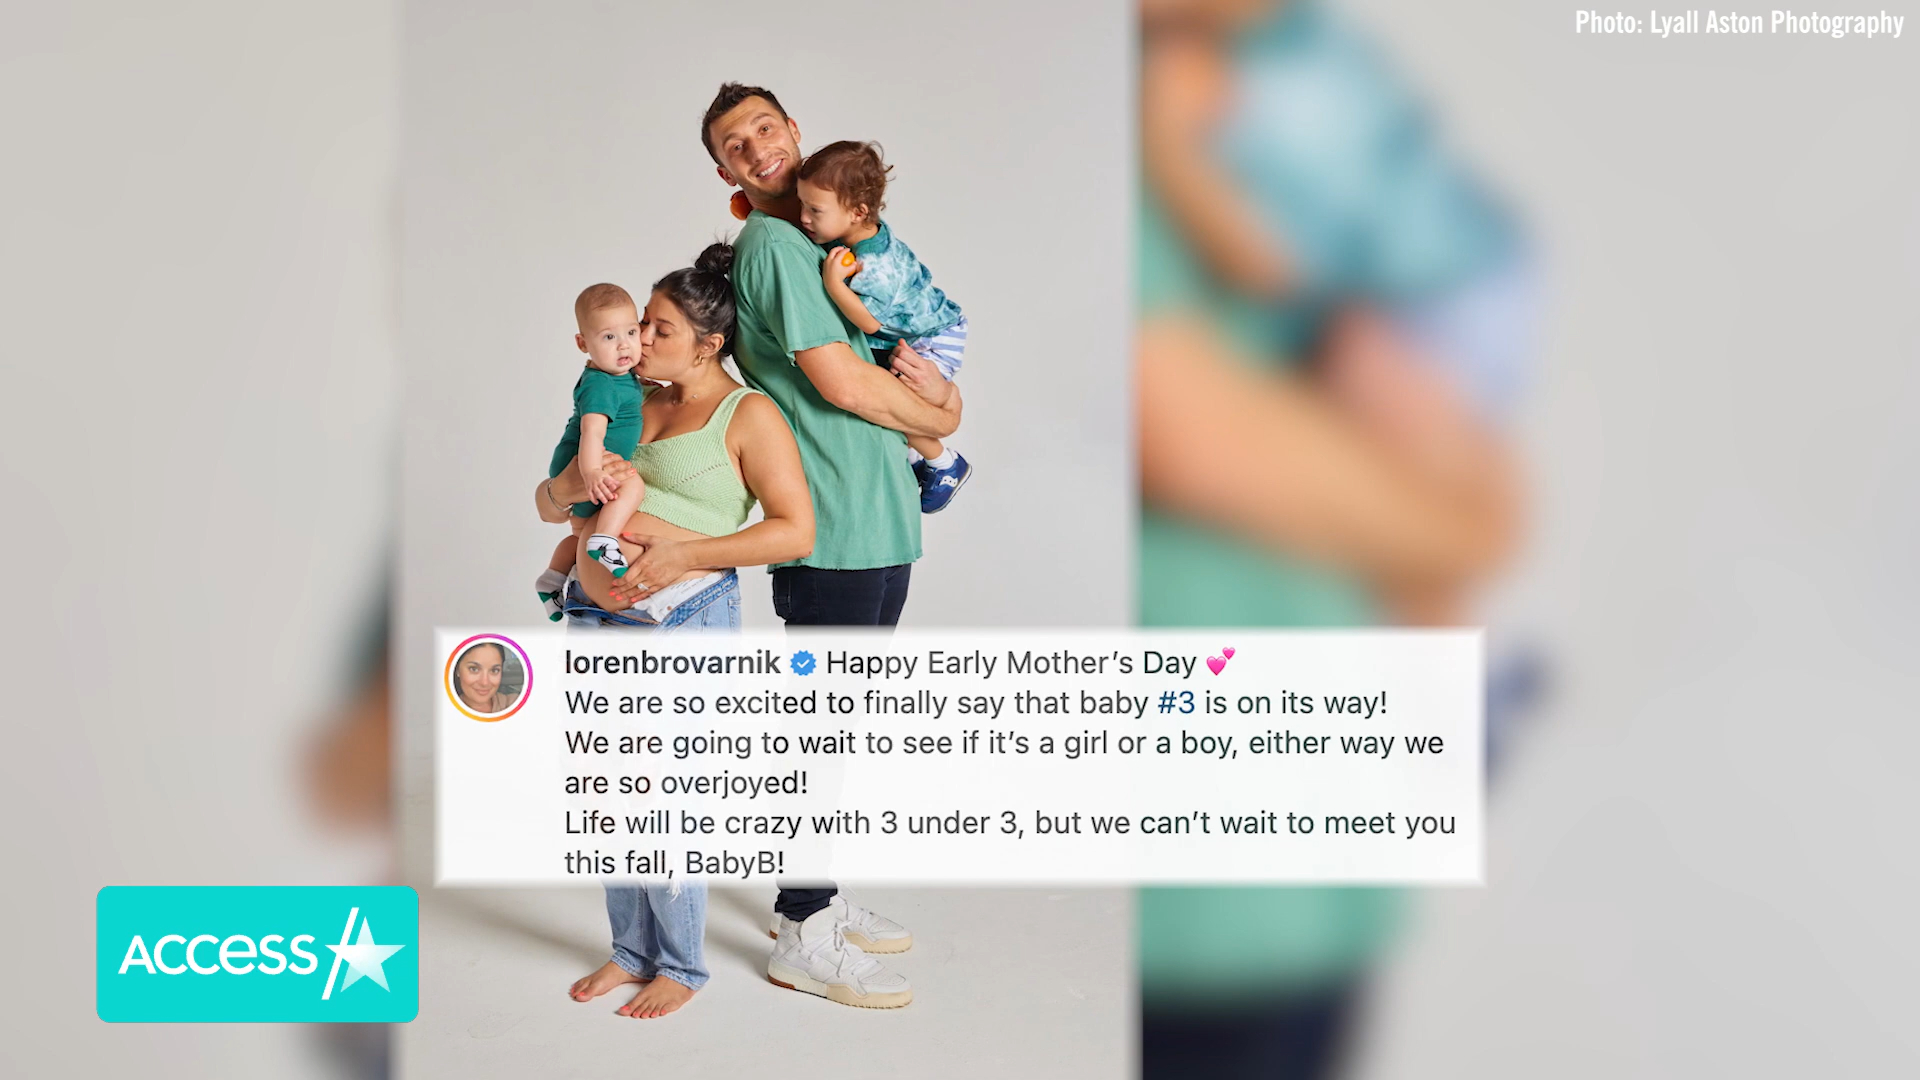 Photo: Lyall Aston Photography
lorenbrovarnik Happy Early Mother's Day 💕
We are so excited to finally say that baby #3 is on its way!
We are going to wait to see if it's a girl or a boy, either way we
are so overjoyed!
Life will be crazy with 3 under 3, but we can't wait to meet you
this fall, BabyB!
ACCESS